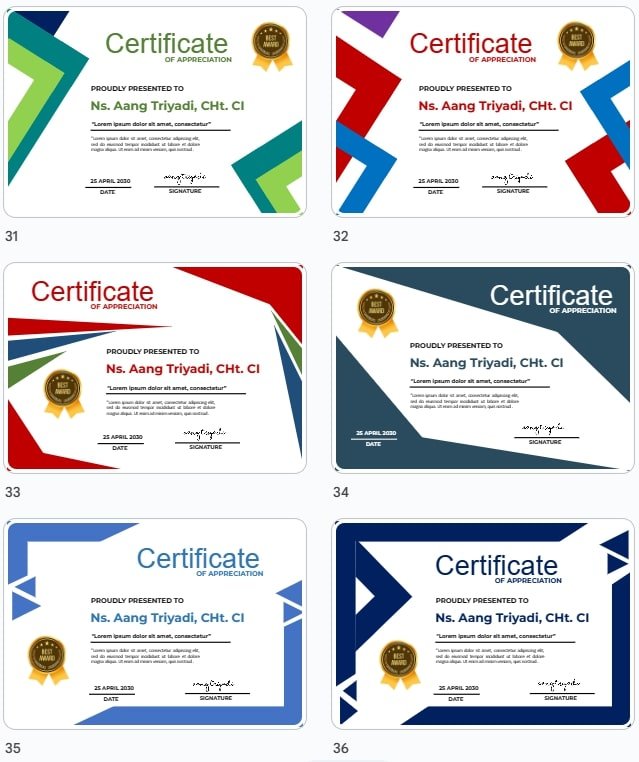 Certificate
OF APPRECIATION
BEST
AWARD
PROUDLY PRESENTED TO
Ns. Aang Triyadi, CHt. CI
"Lorem ipsum dolor sit amet, consectetur"
Lorem ipsum dolor sit amet, consectetur adipiscing elit,
sed do eiusmod tempor incididunt ut labore et dolore
magna aliqua. Ut enim ad minim veniam, quis nostrud.
25 APRIL 2030
DATE
SIGNATURE
31
Certificate
OF APPRECIATION
BEST
AWARD
PROUDLY PRESENTED TO
Ns. Aang Triyadi, CHt. CI
"Lorem ipsum dolor sit amet, consectetur"
Lorem ipsum dolor sit amet, consectetur adipiscing elit,
sed do eiusmod tempor incididunt ut labore et dolore
magna aliqua. Ut enim ad minim veniam, quis nostrud.
25 APRIL 2030
DATE
SIGNATURE
32
Certificate
OF APPRECIATION
PROUDLY PRESENTED TO
Ns. Aang Triyadi, CHt. CI
"Lorem ipsum dolor sit amet, consectetur"
BEST
AWARD
Lorem ipsum dolor sit amet, consectetur adipiscing elit,
sed do eiusmod tempor incididunt ut labore et dolore
magna aliqua. Ut enim ad minim veniam, quis nostrud.
25 APRIL 2030
DATE
SIGNATURE
33
Certificate
OF APPRECIATION
BEST
AWARD
PROUDLY PRESENTED TO
Ns. Aang Triyadi, CHt. CI
"Lorem ipsum dolor sit amet, consectetur"
Lorem ipsum dolor sit amet, consectetur adipiscing elit,
sed do eiusmod tempor incididunt ut labore et dolore
magna aliqua. Ut enim ad minim veniam, quis nostrud.
25 APRIL 2030
DATE
SIGNATURE
34
Certificate
OF APPRECIATION
PROUDLY PRESENTED TO
Ns. Aang Triyadi, CHt. CI
"Lorem ipsum dolor sit amet, consectetur"
BEST
AWARD
Lorem ipsum dolor sit amet, consectetur adipiscing elit,
sed do eiusmod tempor incididunt ut labore et dolore
magna aliqua. Ut enim ad minim veniam, quis nostrud.
25 APRIL 2030
DATE
SIGNATURE
35
Certificate
OF APPRECIATION
PROUDLY PRESENTED TO
Ns. Aang Triyadi, CHt. CI
"Lorem ipsum dolor sit amet, consectetur"
BEST
AWARD
Lorem ipsum dolor sit amet, consectetur adipiscing elit,
sed do eiusmod tempor incididunt ut labore et dolore
magna aliqua. Ut enim ad minim veniam, quis nostrud.
25 APRIL 2030
DATE
SIGNATURE
36